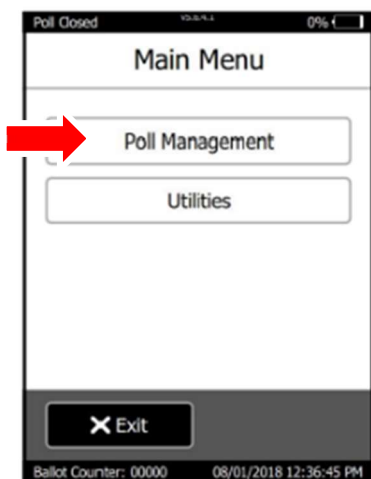 Poll Closed 0%
Main Menu
Poll Management
Utilities
Exit
Ballot Counter: 00000 08/01/2018 12:36:45 PM